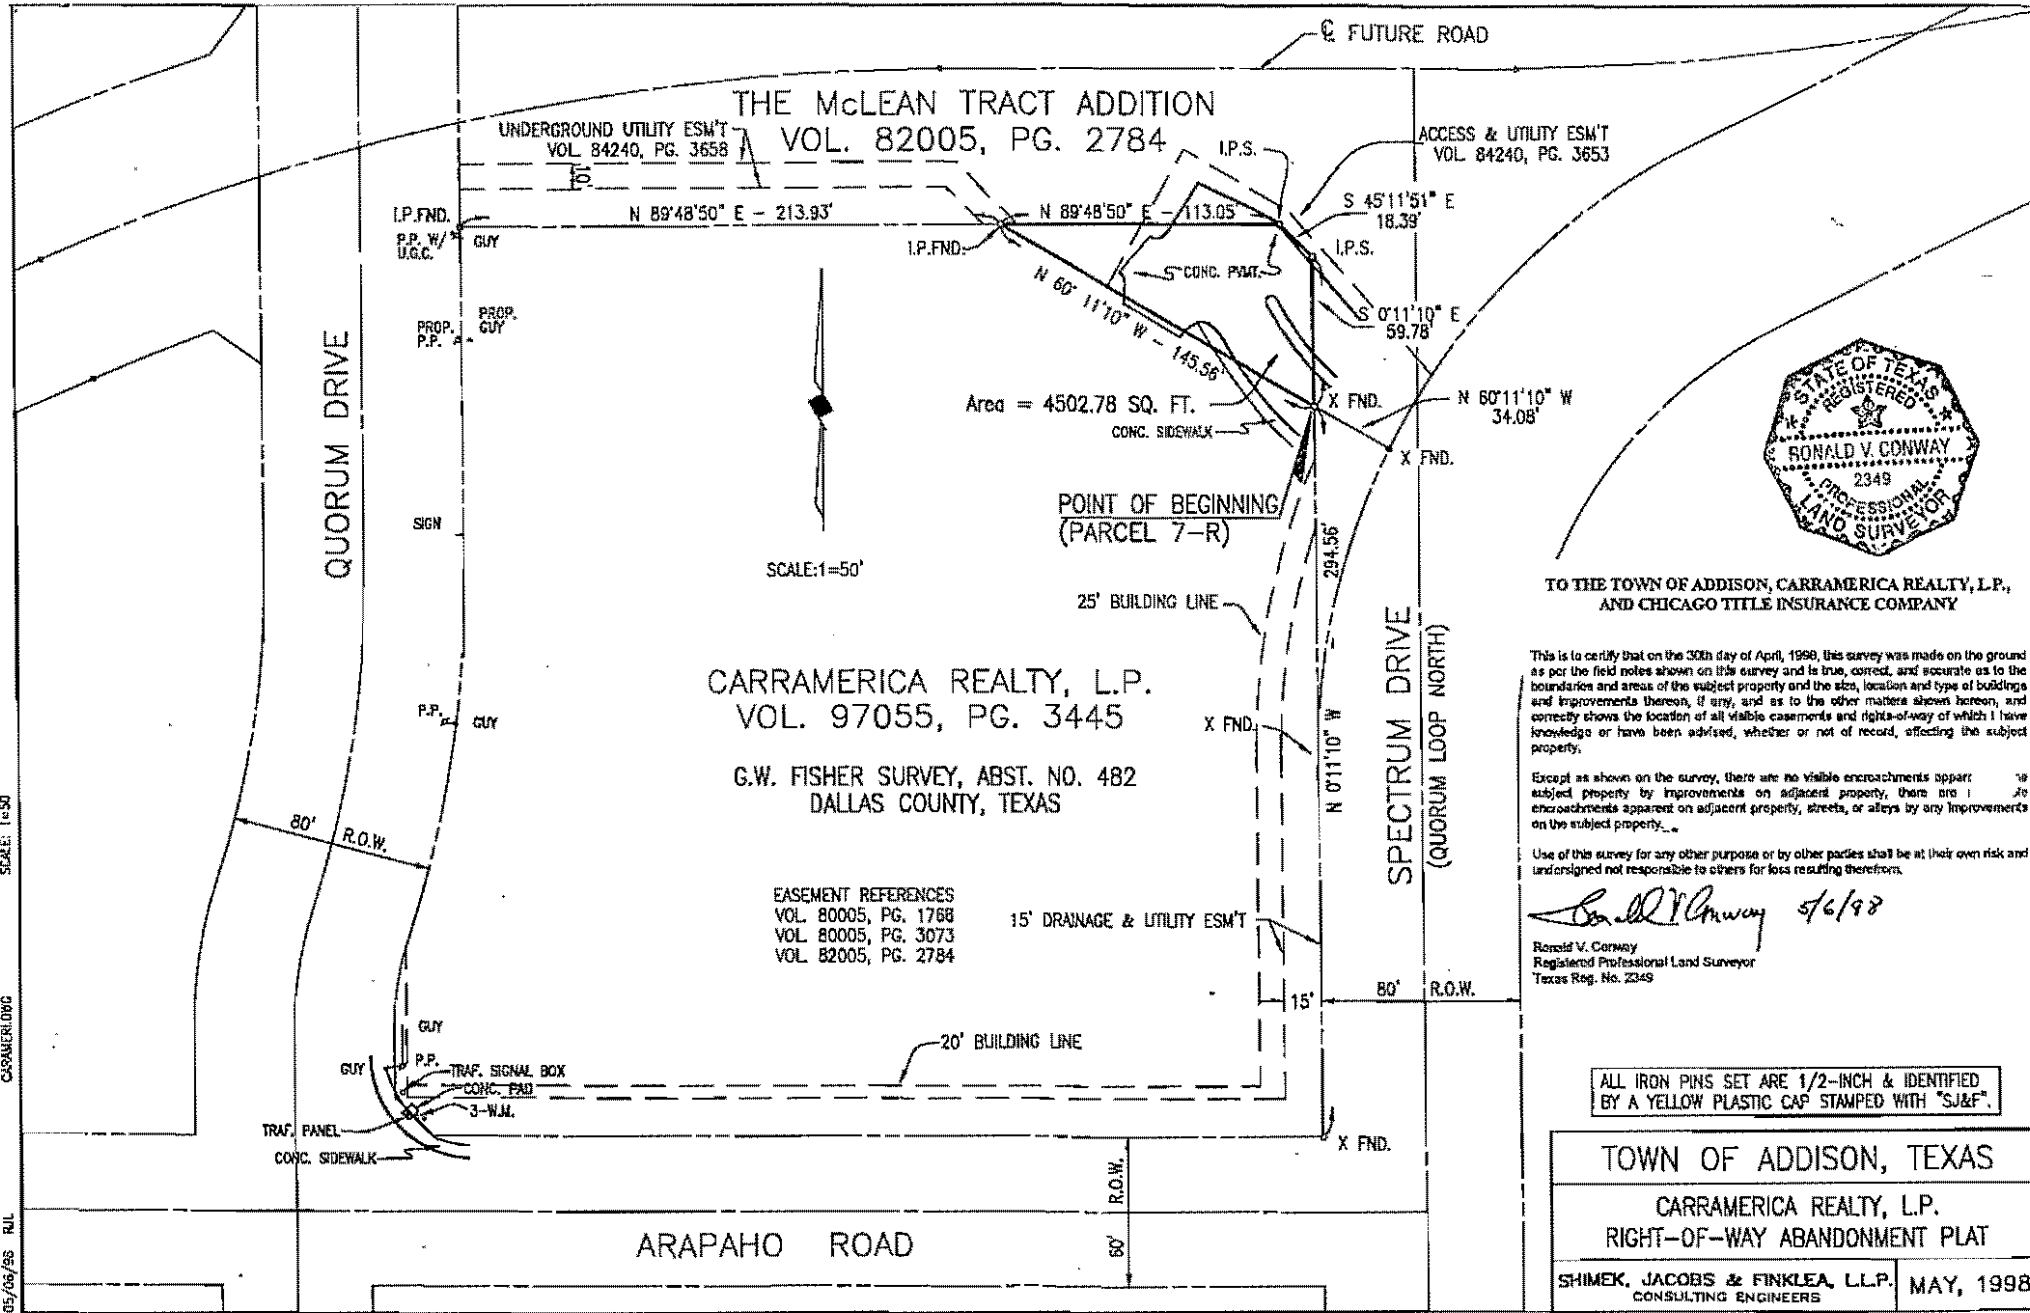 ℄ FUTURE ROAD
THE McLEAN TRACT ADDITION
VOL. 82005, PG. 2784
UNDERGROUND UTILITY ESM'T
VOL. 84240, PG. 3658
10'
ACCESS & UTILITY ESM'T
VOL. 84240, PG. 3653
I.P.S.
S 45°11'51" E
18.39'
I.P.FND.
P.P. W/
U.G.C.
GUY
N 89°48'50" E - 213.93'
N 89°48'50" E - 113.05'
I.P.FND.
I.P.S.
CONC. PVMT.
N 60° 11'10" W - 145.56'
S 0°11'10" E
59.78'
PROP.
P.P.
PROP.
GUY
QUORUM DRIVE
Area = 4502.78 SQ. FT.
CONC. SIDEWALK
X FND.
N 60°11'10" W
34.08'
X FND.
STATE OF TEXAS
REGISTERED
RONALD V. CONWAY
2349
PROFESSIONAL
LAND SURVEYOR
SIGN
POINT OF BEGINNING
(PARCEL 7-R)
SCALE:1=50'
294.56'
25' BUILDING LINE
TO THE TOWN OF ADDISON, CARRAMERICA REALTY, L.P.,
AND CHICAGO TITLE INSURANCE COMPANY
CARRAMERICA REALTY, L.P.
VOL. 97055, PG. 3445
P.P.
GUY
X FND.
N 0°11'10" W
SPECTRUM DRIVE
(QUORUM LOOP NORTH)
G.W. FISHER SURVEY, ABST. NO. 482
DALLAS COUNTY, TEXAS
This is to certify that on the 30th day of April, 1998, this survey was made on the ground
as per the field notes shown on this survey and is true, correct, and accurate as to the
boundaries and areas of the subject property and the size, location and type of buildings
and improvements thereon, if any, and as to the other matters shown hereon, and
correctly shows the location of all visible easements and rights-of-way of which I have
knowledge or have been advised, whether or not of record, affecting the subject
property.
Except as shown on the survey, there are no visible encroachments
subject property by improvements on adjacent property, there are
encroachments apparent on adjacent property, streets, or alleys by any improvements
on the subject property.
Use of this survey for any other purpose or by other parties shall be at their own risk and
undersigned not responsible to others for loss resulting therefrom.
Ronald V. Conway 5/6/98
Ronald V. Conway
Registered Professional Land Surveyor
Texas Reg. No. 2349
80' R.O.W.
EASEMENT REFERENCES
VOL. 80005, PG. 1768
VOL. 80005, PG. 3073
VOL. 82005, PG. 2784
15' DRAINAGE & UTILITY ESM'T
15'
80' R.O.W.
20' BUILDING LINE
GUY
GUY
P.P.
TRAF. SIGNAL BOX
CONC. PAD
3-W.M.
TRAF. PANEL
CONC. SIDEWALK
X FND.
R.O.W.
60'
ARAPAHO ROAD
ALL IRON PINS SET ARE 1/2-INCH & IDENTIFIED
BY A YELLOW PLASTIC CAP STAMPED WITH "SJ&F".
TOWN OF ADDISON, TEXAS
CARRAMERICA REALTY, L.P.
RIGHT-OF-WAY ABANDONMENT PLAT
SHIMEK, JACOBS & FINKLEA, L.L.P.
CONSULTING ENGINEERS
MAY, 1998
SCALE: 1=50
05/06/98 RJL